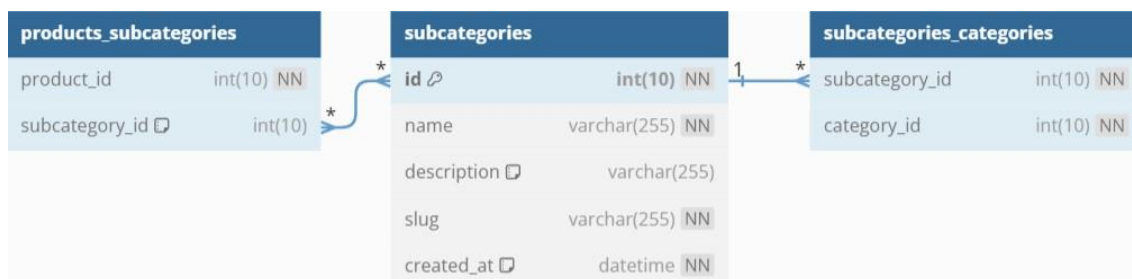 products_subcategories
product_id int(10) NN
subcategory_id int(10)
*
*
subcategories
id int(10) NN
name varchar(255) NN
description varchar(255)
slug varchar(255) NN
created_at datetime NN
1
*
subcategories_categories
subcategory_id int(10) NN
category_id int(10) NN